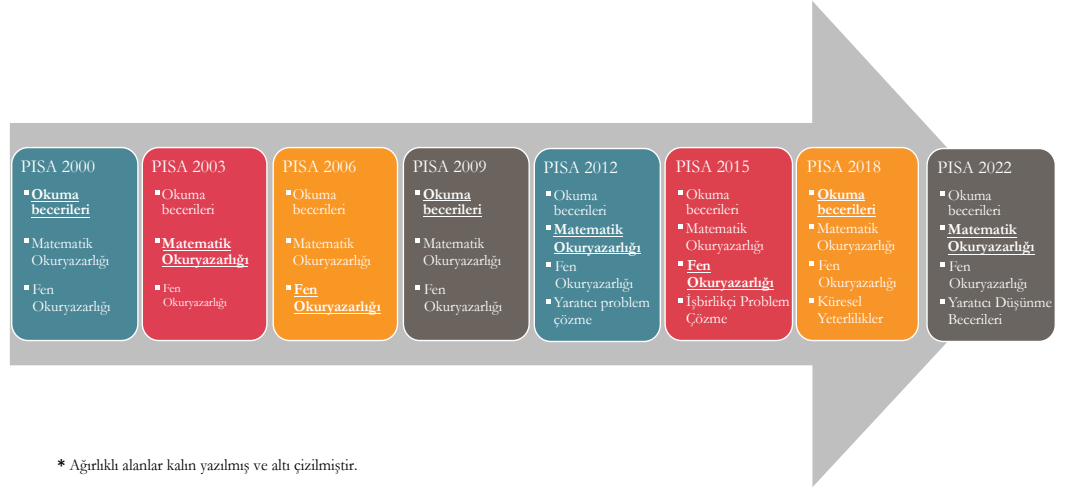 PISA 2000
▪Okuma
becerileri
▪Matematik
Okuryazarlığı
▪Fen
Okuryazarlığı
PISA 2003
▪Okuma
becerileri
▪Matematik
Okuryazarlığı
▪Fen
Okuryazarlığı
PISA 2006
▪Okuma
becerileri
▪Matematik
Okuryazarlığı
▪Fen
Okuryazarlığı
PISA 2009
▪Okuma
becerileri
▪Matematik
Okuryazarlığı
▪Fen
Okuryazarlığı
PISA 2012
▪Okuma
becerileri
▪Matematik
Okuryazarlığı
▪Fen
Okuryazarlığı
▪Yaratıcı problem
çözme
PISA 2015
▪Okuma
becerileri
▪Matematik
Okuryazarlığı
▪Fen
Okuryazarlığı
▪İşbirlikçi Problem
Çözme
PISA 2018
▪Okuma
becerileri
▪Matematik
Okuryazarlığı
▪Fen
Okuryazarlığı
▪Küresel
Yeterlilikler
PISA 2022
▪Okuma
becerileri
▪Matematik
Okuryazarlığı
▪Fen
Okuryazarlığı
▪Yaratıcı Düşünme
Becerileri
* Ağırlıklı alanlar kalın yazılmış ve altı çizilmiştir.